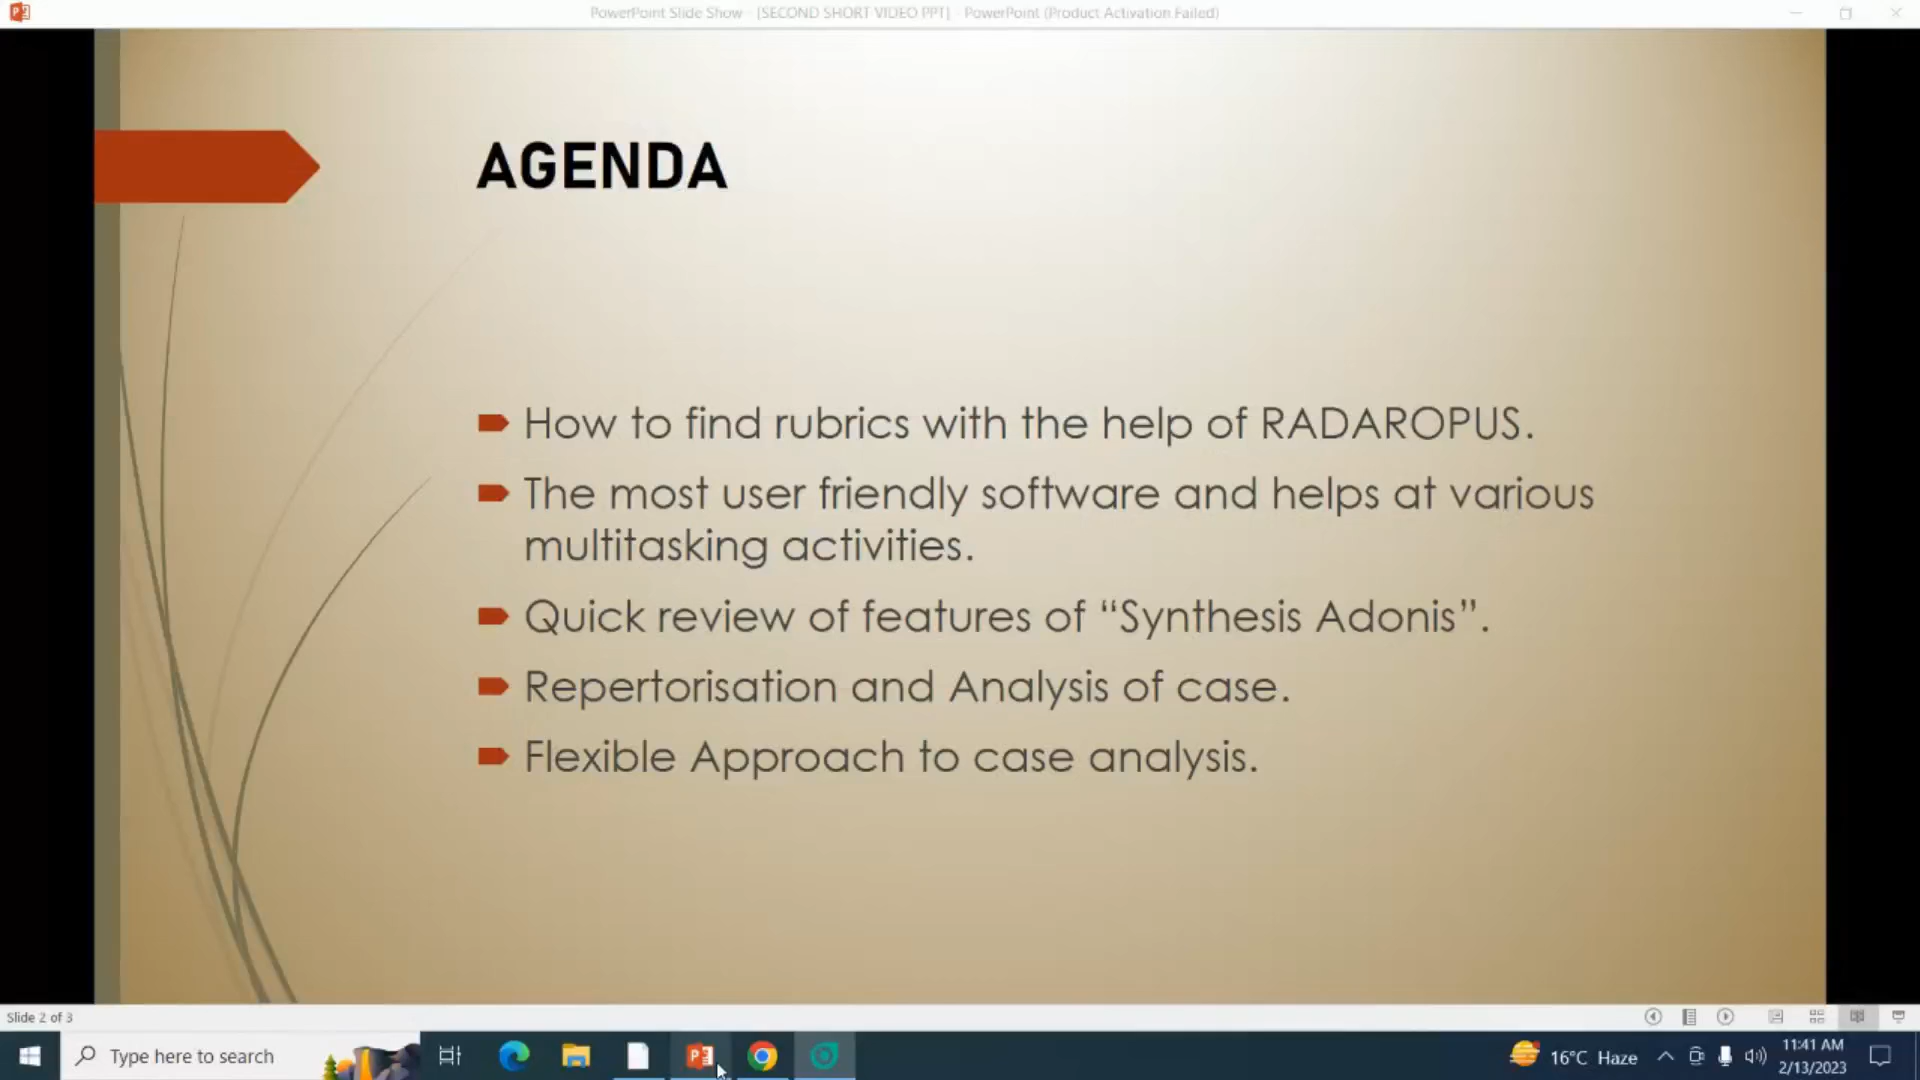 PowerPoint Slide Show - [SECOND SHORT VIDEO PPT] - PowerPoint (Product Activation Failed)
AGENDA
How to find rubrics with the help of RADAROPUS.
The most user friendly software and helps at various
multitasking activities.
Quick review of features of “Synthesis Adonis”.
Repertorisation and Analysis of case.
Flexible Approach to case analysis.
Slide 2 of 3
Type here to search
16°C Haze
11:41 AM
2/13/2023